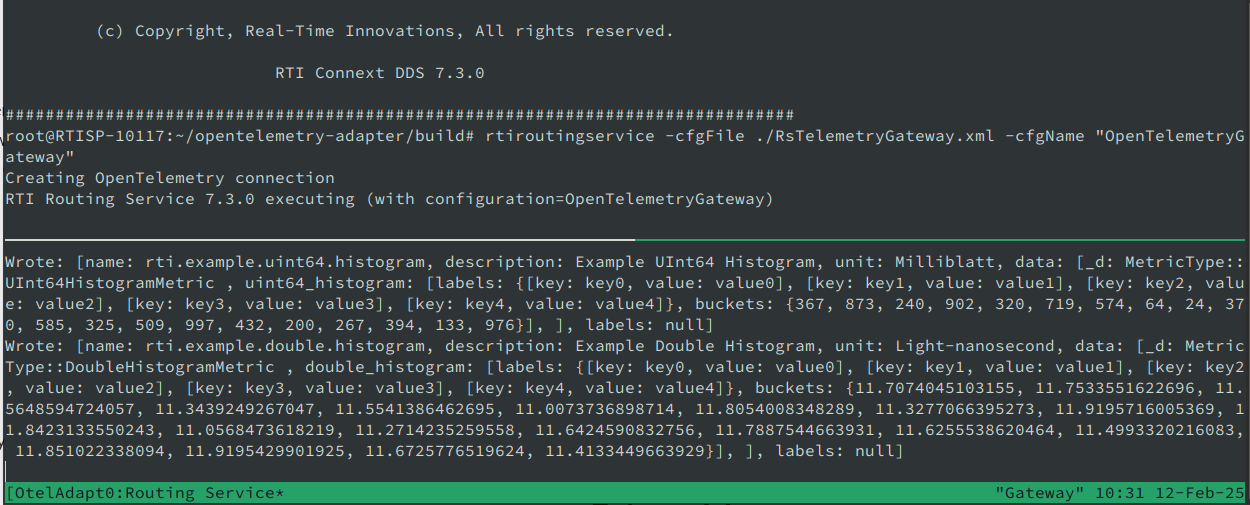 (c) Copyright, Real-Time Innovations, All rights reserved.
RTI Connext DDS 7.3.0
###############################################################################
root@RTISP-10117:~/opentelemetry-adapter/build# rtiroutingservice -cfgFile ./RsTelemetryGateway.xml -cfgName "OpenTelemetryG
ateway"
Creating OpenTelemetry connection
RTI Routing Service 7.3.0 executing (with configuration=OpenTelemetryGateway)
Wrote: [name: rti.example.uint64.histogram, description: Example UInt64 Histogram, unit: Milliblatt, data: [_d: MetricType::
UInt64HistogramMetric , uint64_histogram: [labels: {[key: key0, value: value0], [key: key1, value: value1], [key: key2, valu
e: value2], [key: key3, value: value3], [key: key4, value: value4]}, buckets: {367, 873, 240, 902, 320, 719, 574, 64, 24, 37
0, 585, 325, 509, 997, 432, 200, 267, 394, 133, 976}], ], labels: null]
Wrote: [name: rti.example.double.histogram, description: Example Double Histogram, unit: Light-nanosecond, data: [_d: Metric
Type::DoubleHistogramMetric , double_histogram: [labels: {[key: key0, value: value0], [key: key1, value: value1], [key: key2
, value: value2], [key: key3, value: value3], [key: key4, value: value4]}, buckets: {11.7074045103155, 11.7533551622696, 11.
5648594724057, 11.3439249267047, 11.5541386462695, 11.0073736898714, 11.8054008348289, 11.3277066395273, 11.9195716005369, 1
1.8423133550243, 11.0568473618219, 11.2714235259558, 11.6424590832756, 11.7887544663931, 11.6255538620464, 11.4993320216083,
11.851022338094, 11.9195429901925, 11.6725776519624, 11.4133449663929}], ], labels: null]
[OtelAdapt0:Routing Service* "Gateway" 10:31 12-Feb-25